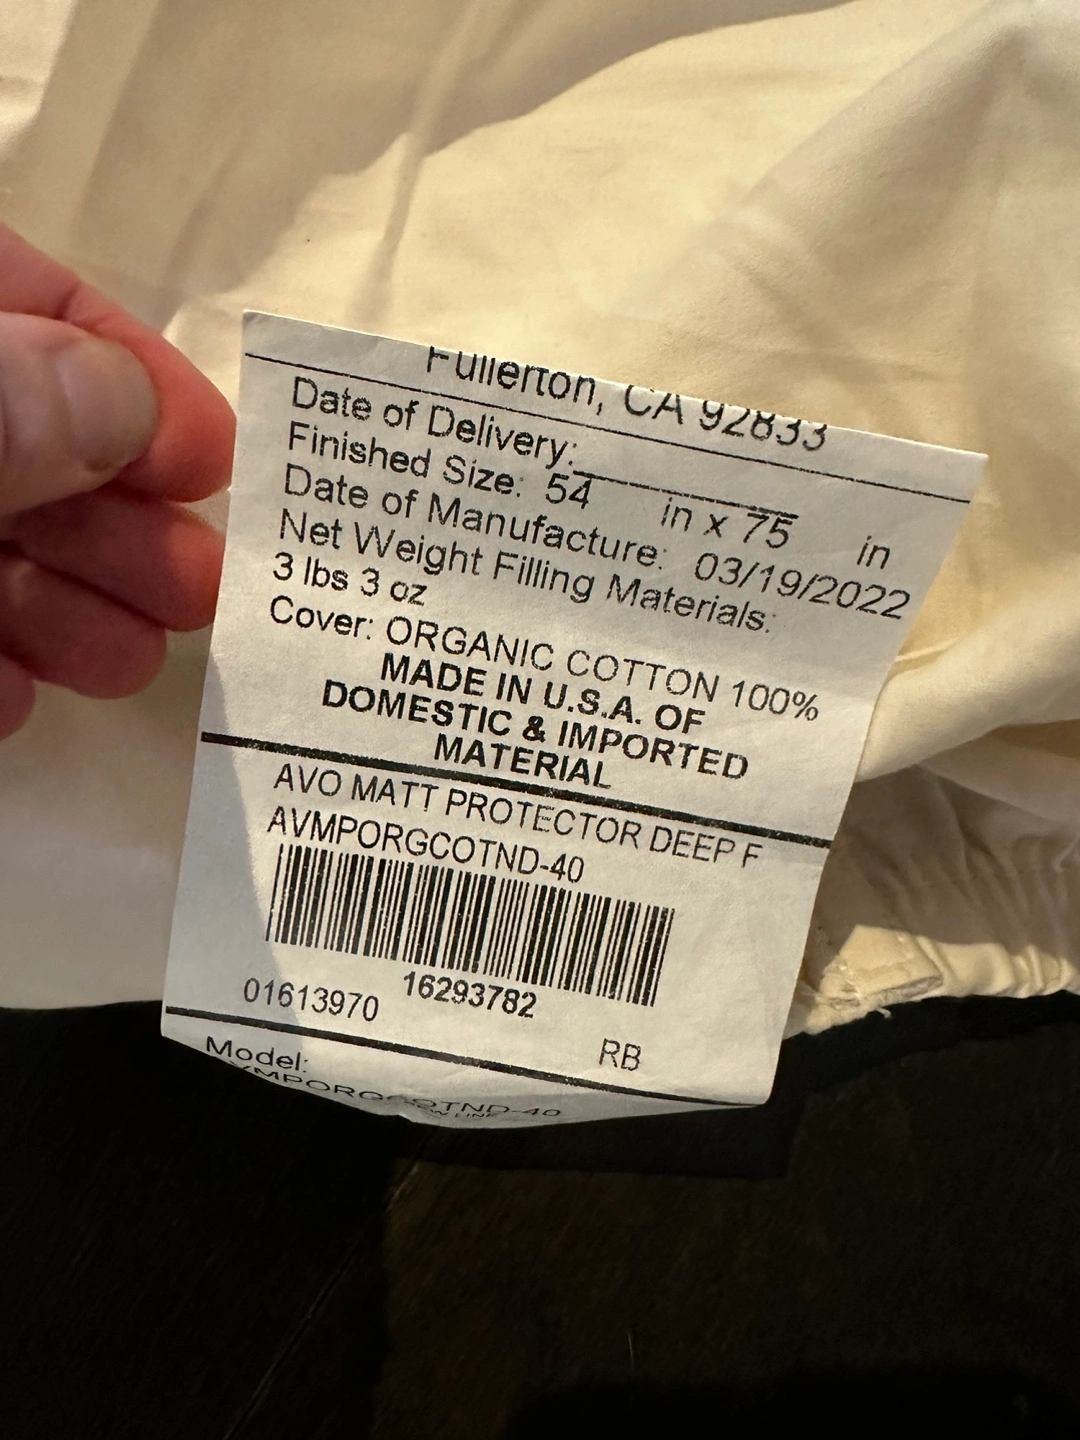 Fullerton, CA 92833
Date of Delivery:
Finished Size: 54 in x 75 in
Date of Manufacture: 03/19/2022
Net Weight Filling Materials:
3 lbs 3 oz
Cover: ORGANIC COTTON 100%
MADE IN U.S.A. OF
DOMESTIC & IMPORTED
MATERIAL
AVO MATT PROTECTOR DEEP F
AVMPORGCOTND-40
16293782
01613970
RB
Model:
VMPORGCOTND-40